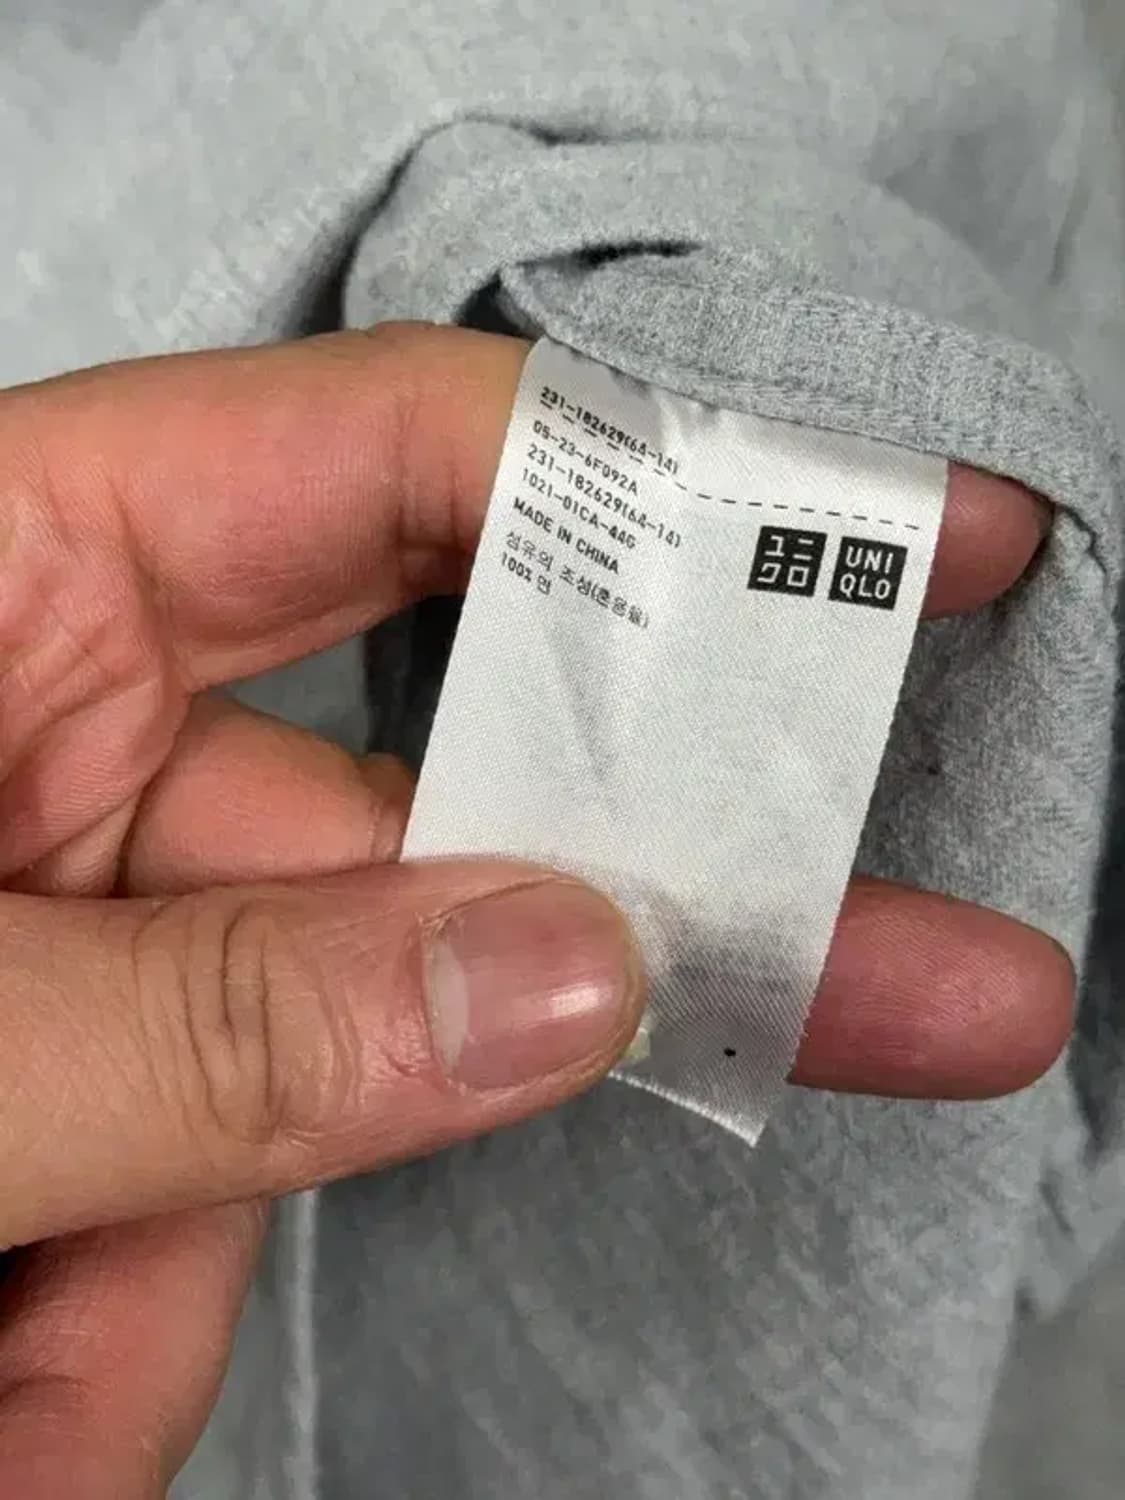 231-182629(64-14)
05-23-6F092A
231-182629(64-14)
1021-01CA-44G
MADE IN CHINA
섬유의 조성(혼용율)
100% 면
ユニ
クロ
UNI
QLO